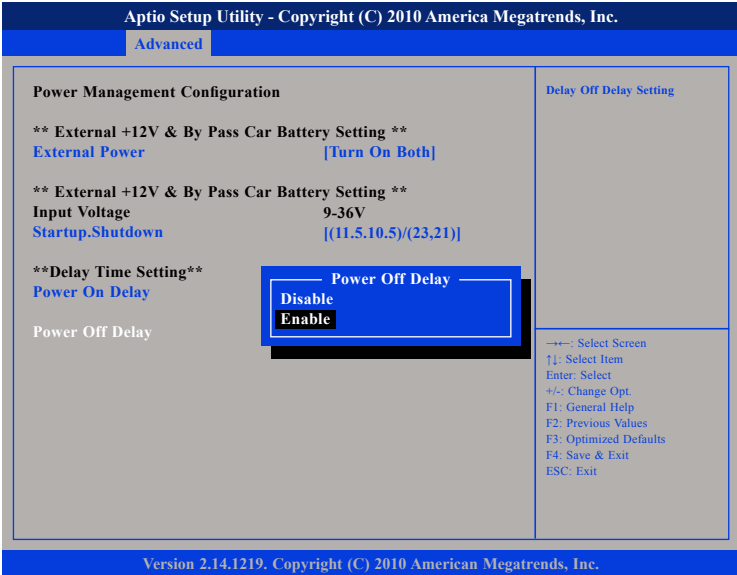 Aptio Setup Utility - Copyright (C) 2010 America Megatrends, Inc.
Advanced
Power Management Configuration
** External +12V & By Pass Car Battery Setting **
External Power [Turn On Both]
** External +12V & By Pass Car Battery Setting **
Input Voltage 9-36V
Startup.Shutdown [(11.5.10.5)/(23,21)]
**Delay Time Setting**
Power On Delay
Power Off Delay
Power Off Delay
Disable
Enable
Delay Off Delay Setting
→←: Select Screen
↑↓: Select Item
Enter: Select
+/-: Change Opt.
F1: General Help
F2: Previous Values
F3: Optimized Defaults
F4: Save & Exit
ESC: Exit
Version 2.14.1219. Copyright (C) 2010 American Megatrends, Inc.